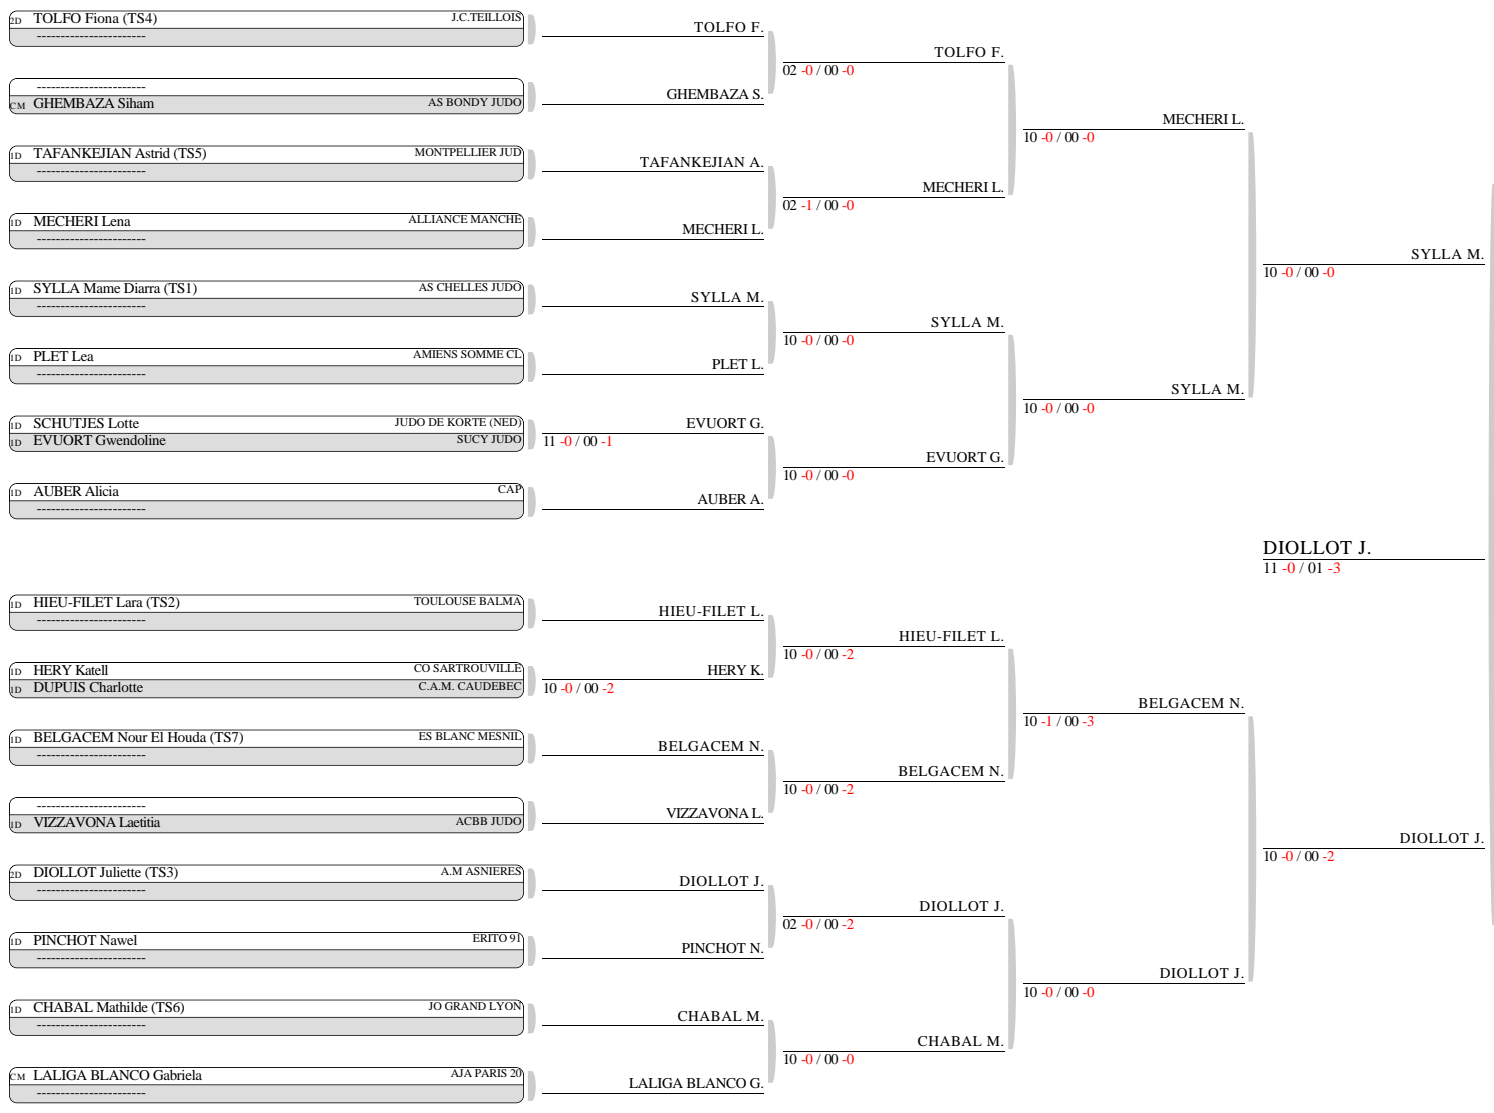 2D TOLFO Fiona (TS4) J.C.TEILLOIS
-----------------------
-----------------------
CM GHEMBAZA Siham AS BONDY JUDO
1D TAFANKEJIAN Astrid (TS5) MONTPELLIER JUD
-----------------------
1D MECHERI Lena ALLIANCE MANCHE
-----------------------
1D SYLLA Mame Diarra (TS1) AS CHELLES JUDO
-----------------------
1D PLET Lea AMIENS SOMME CL
-----------------------
1D SCHUTJES Lotte JUDO DE KORTE (NED)
1D EVUORT Gwendoline SUCY JUDO
1D AUBER Alicia CAP
-----------------------
1D HIEU-FILET Lara (TS2) TOULOUSE BALMA
-----------------------
1D HERY Katell CO SARTROUVILLE
1D DUPUIS Charlotte C.A.M. CAUDEBEC
1D BELGACEM Nour El Houda (TS7) ES BLANC MESNIL
-----------------------
-----------------------
1D VIZZAVONA Laetitia ACBB JUDO
2D DIOLLOT Juliette (TS3) A.M ASNIERES
-----------------------
1D PINCHOT Nawel ERITO 91
-----------------------
1D CHABAL Mathilde (TS6) JO GRAND LYON
-----------------------
CM LALIGA BLANCO Gabriela AJA PARIS 20
-----------------------
TOLFO F.
GHEMBAZA S.
TAFANKEJIAN A.
MECHERI L.
SYLLA M.
PLET L.
EVUORT G.
11 -0 / 00 -1
AUBER A.
HIEU-FILET L.
HERY K.
10 -0 / 00 -2
BELGACEM N.
VIZZAVONA L.
DIOLLOT J.
PINCHOT N.
CHABAL M.
LALIGA BLANCO G.
TOLFO F.
02 -0 / 00 -0
MECHERI L.
02 -1 / 00 -0
SYLLA M.
10 -0 / 00 -0
EVUORT G.
10 -0 / 00 -0
HIEU-FILET L.
10 -0 / 00 -2
BELGACEM N.
10 -0 / 00 -2
DIOLLOT J.
02 -0 / 00 -2
CHABAL M.
10 -0 / 00 -0
MECHERI L.
10 -0 / 00 -0
SYLLA M.
10 -0 / 00 -0
BELGACEM N.
10 -1 / 00 -3
DIOLLOT J.
10 -0 / 00 -0
SYLLA M.
10 -0 / 00 -0
DIOLLOT J.
11 -0 / 01 -3
DIOLLOT J.
10 -0 / 00 -2